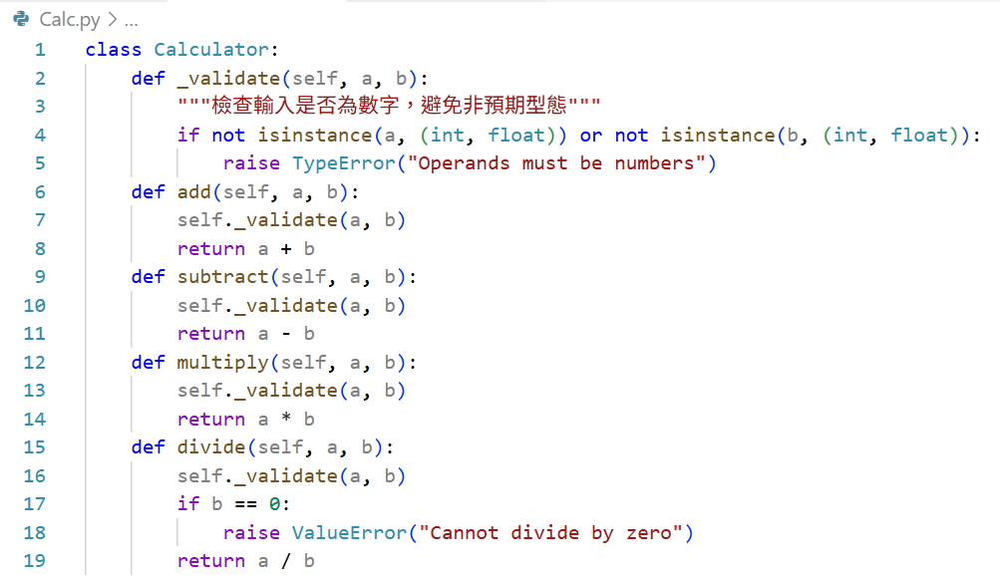 Calc.py > ...
1 class Calculator:
2     def _validate(self, a, b):
3         """檢查輸入是否為數字，避免非預期型態"""
4         if not isinstance(a, (int, float)) or not isinstance(b, (int, float)):
5             raise TypeError("Operands must be numbers")
6     def add(self, a, b):
7         self._validate(a, b)
8         return a + b
9     def subtract(self, a, b):
10         self._validate(a, b)
11         return a - b
12     def multiply(self, a, b):
13         self._validate(a, b)
14         return a * b
15     def divide(self, a, b):
16         self._validate(a, b)
17         if b == 0:
18             raise ValueError("Cannot divide by zero")
19         return a / b